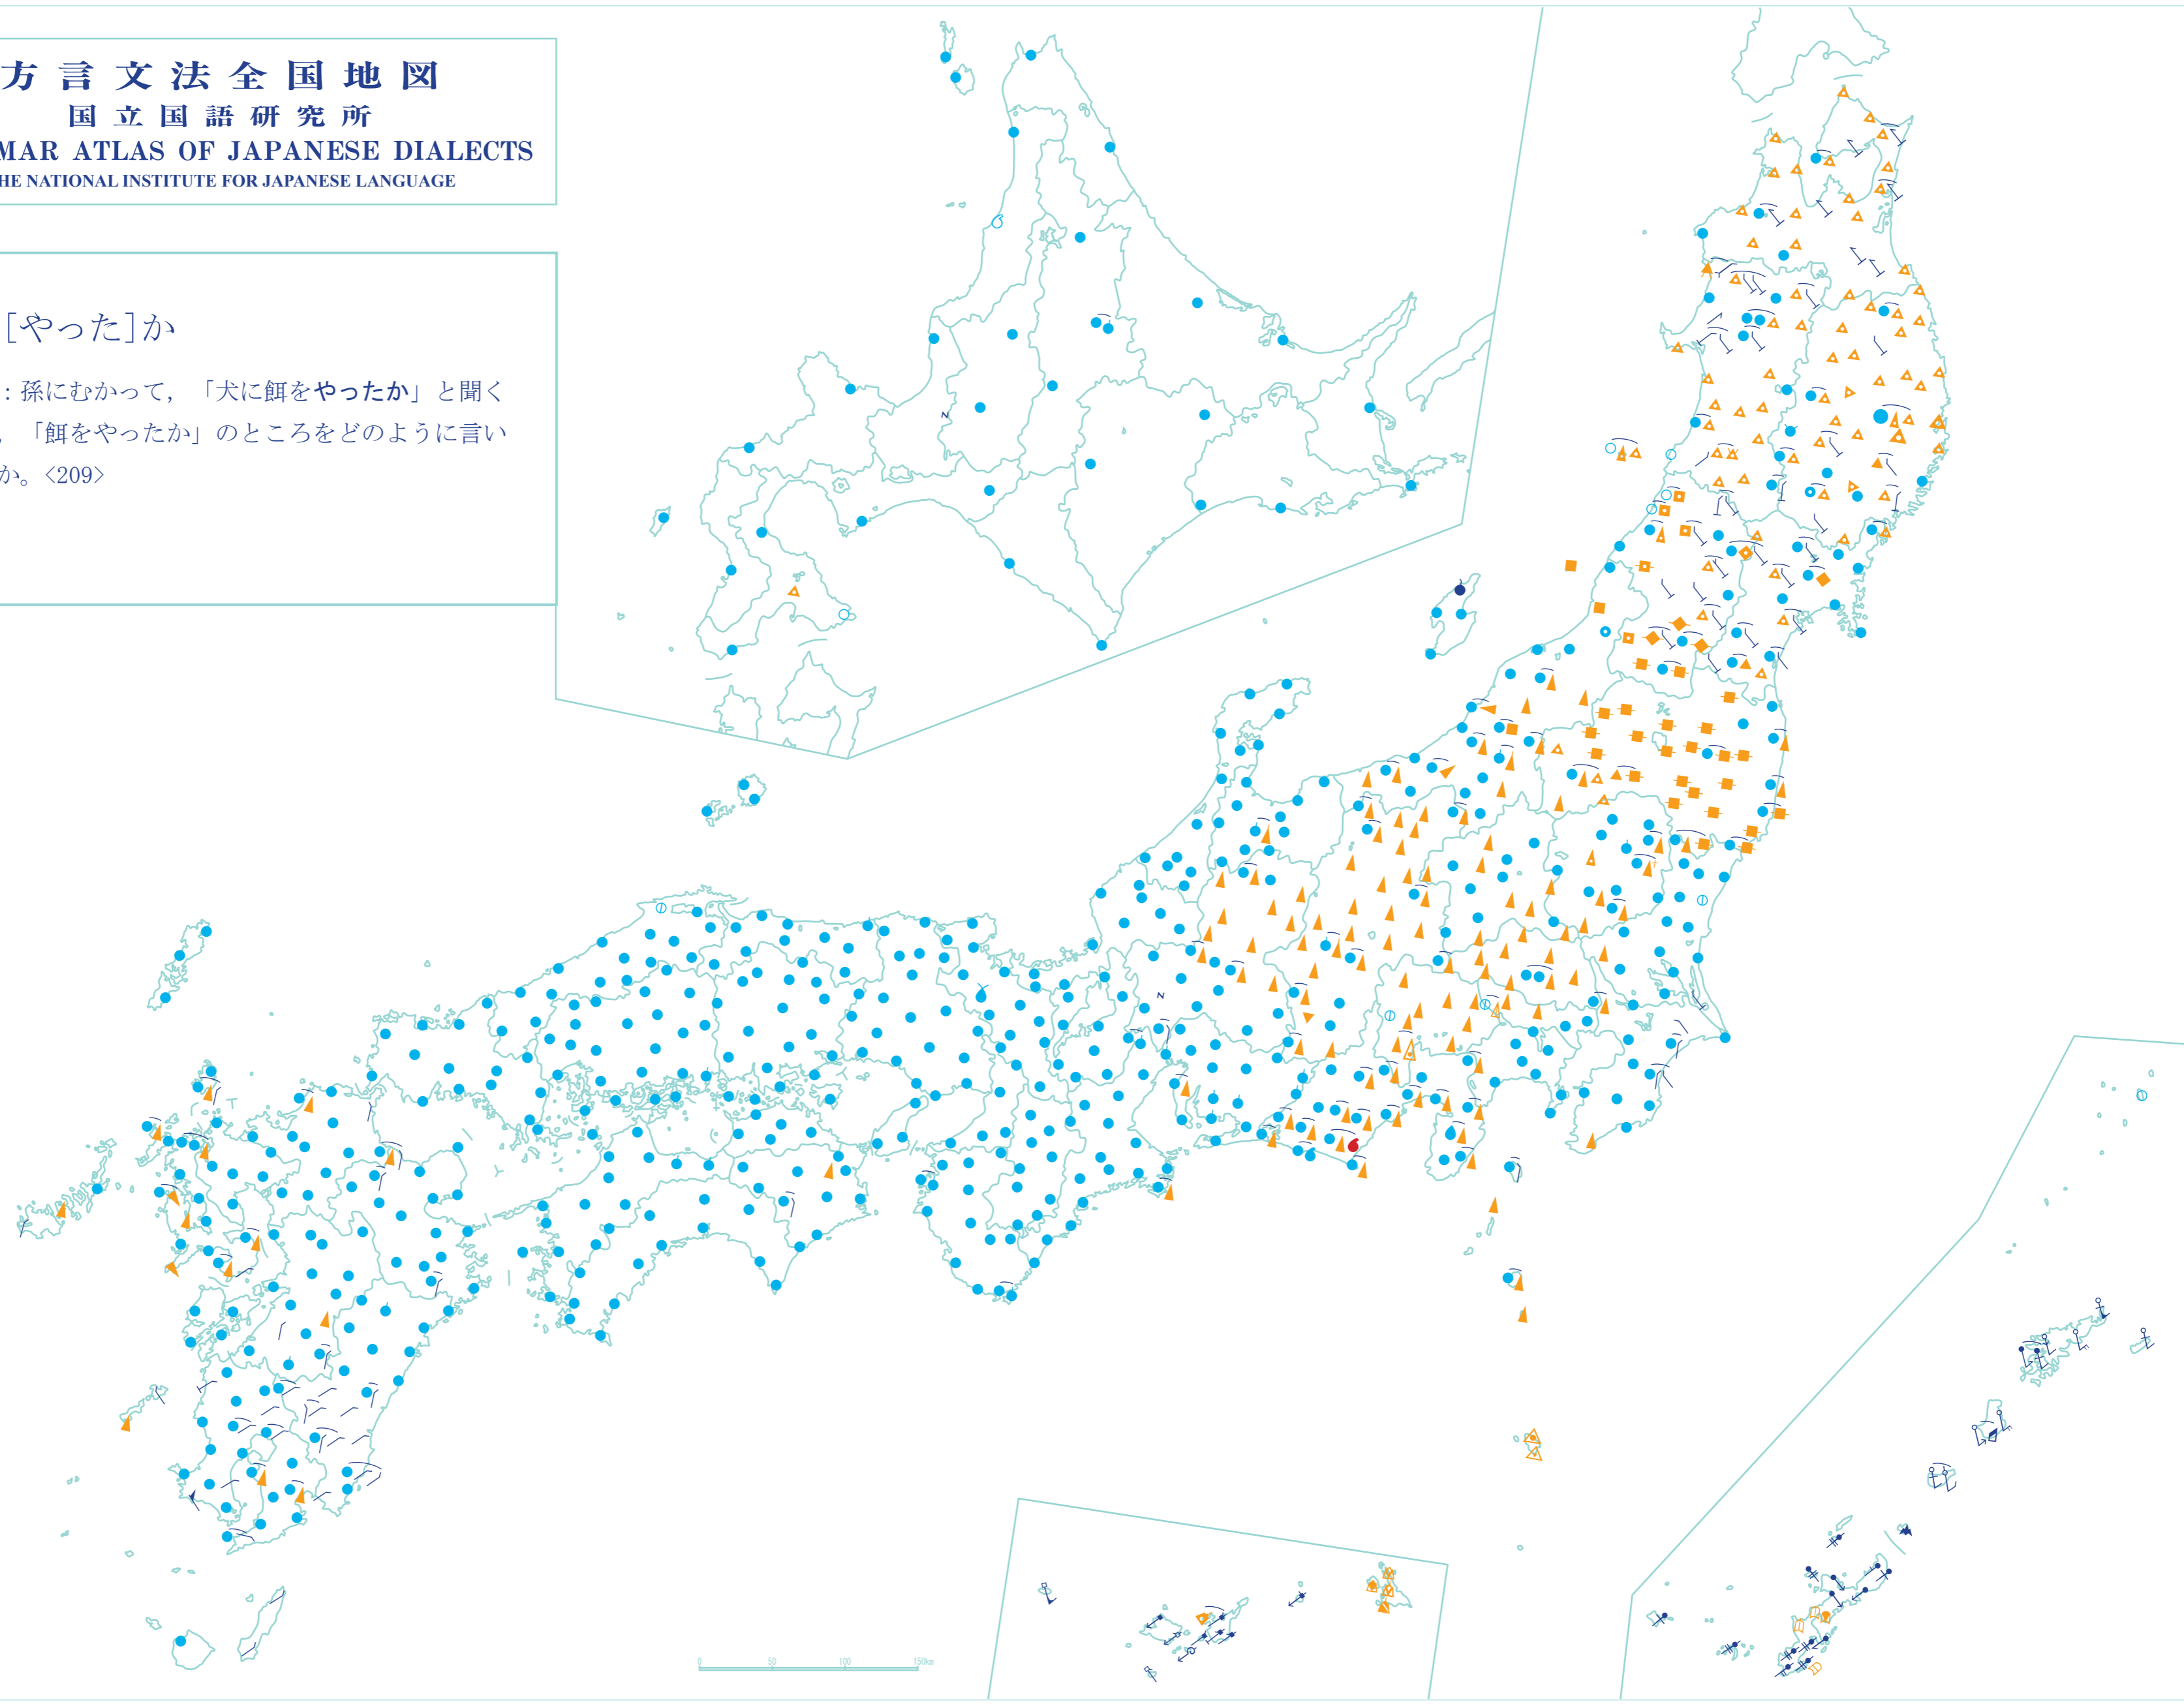 方言文法全国地図
国立国語研究所
MAR ATLAS OF JAPANESE DIALECTS
HE NATIONAL INSTITUTE FOR JAPANESE LANGUAGE
[やった]か
：孫にむかって，「犬に餌をやったか」と聞く
，「餌をやったか」のところをどのように言い
か。<209>
N
N
0 50 100 150km